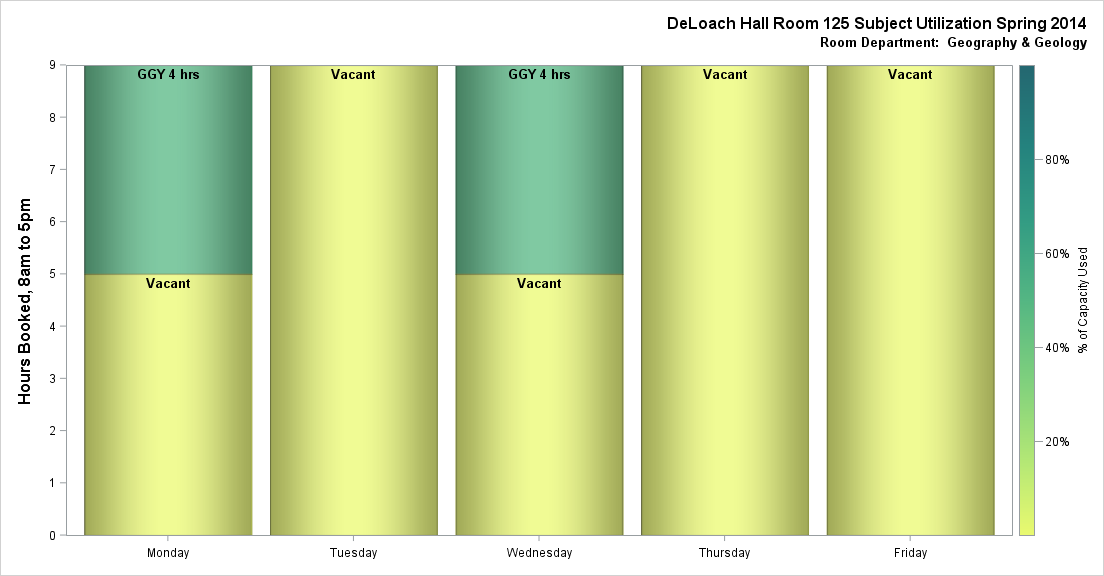 DeLoach Hall Room 125 Subject Utilization Spring 2014
Room Department: Geography & Geology
Hours Booked, 8am to 5pm
9
8
7
6
5
4
3
2
1
0
GGY 4 hrs
Vacant
Vacant
GGY 4 hrs
Vacant
Vacant
Vacant
Monday
Tuesday
Wednesday
Thursday
Friday
80%
60%
40%
20%
% of Capacity Used